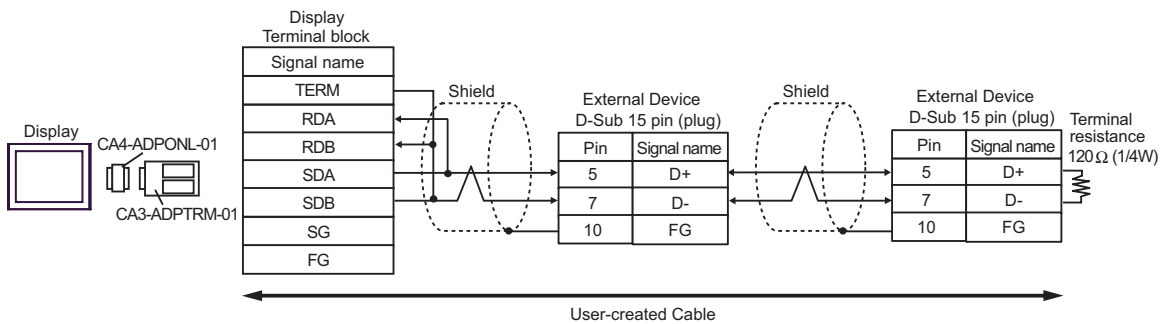 Display
CA4-ADPONL-01
CA3-ADPTRM-01
Display
Terminal block
Signal name
TERM
RDA
RDB
SDA
SDB
SG
FG
Shield
External Device
D-Sub 15 pin (plug)
Pin Signal name
5 D+
7 D-
10 FG
Shield
External Device
D-Sub 15 pin (plug)
Pin Signal name
5 D+
7 D-
10 FG
Terminal
resistance
120 Ω (1/4W)
User-created Cable